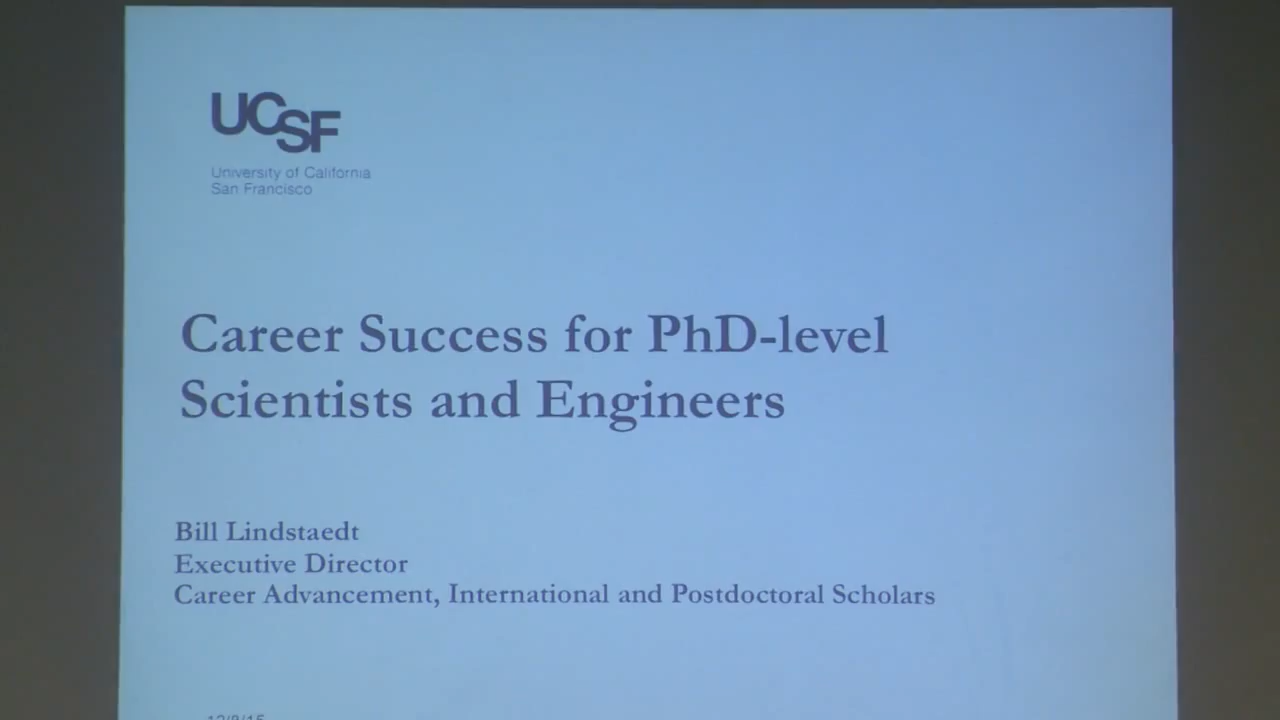 UCSF
University of California
San Francisco
Career Success for PhD-level
Scientists and Engineers
Bill Lindstaedt
Executive Director
Career Advancement, International and Postdoctoral Scholars